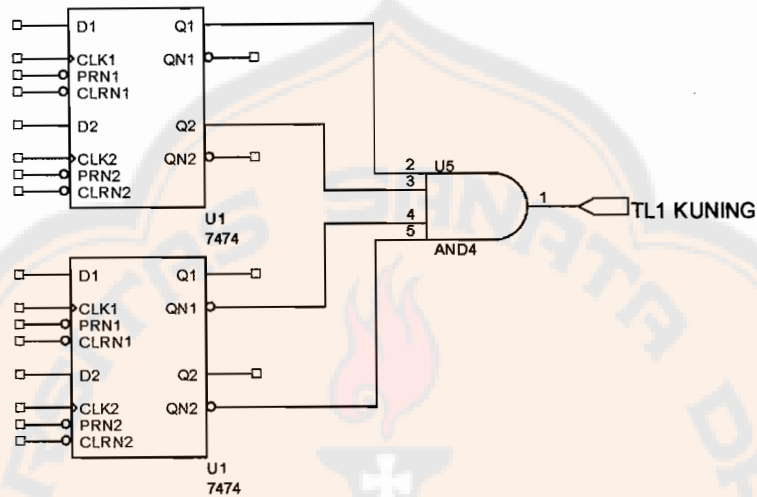 D1 Q1
CLK1 QN1
PRN1
CLRN1
D2 Q2
CLK2 QN2
PRN2
CLRN2
U1
7474
2 U5
3
4
5
1
AND4
TL1 KUNING
D1 Q1
CLK1 QN1
PRN1
CLRN1
D2 Q2
CLK2 QN2
PRN2
CLRN2
U1
7474
SANATA D